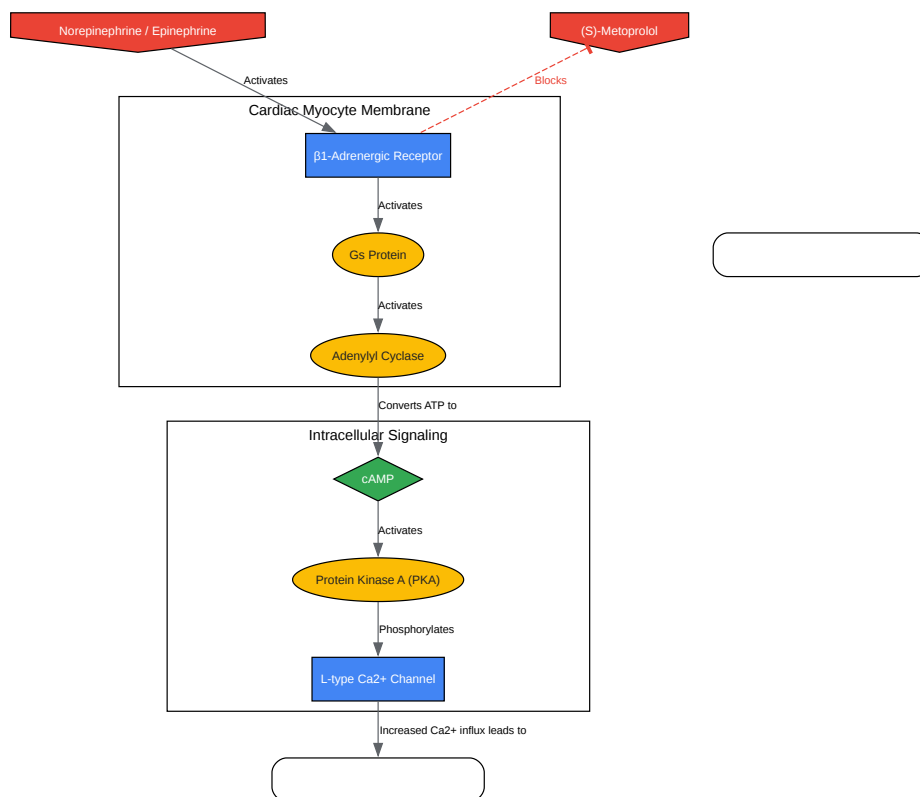 Norepinephrine / Epinephrine
(S)-Metoprolol
Activates
Blocks
Cardiac Myocyte Membrane
β1-Adrenergic Receptor
Activates
Gs Protein
Activates
Adenylyl Cyclase
Converts ATP to
Intracellular Signaling
cAMP
Activates
Protein Kinase A (PKA)
Phosphorylates
L-type Ca2+ Channel
Increased Ca2+ influx leads to